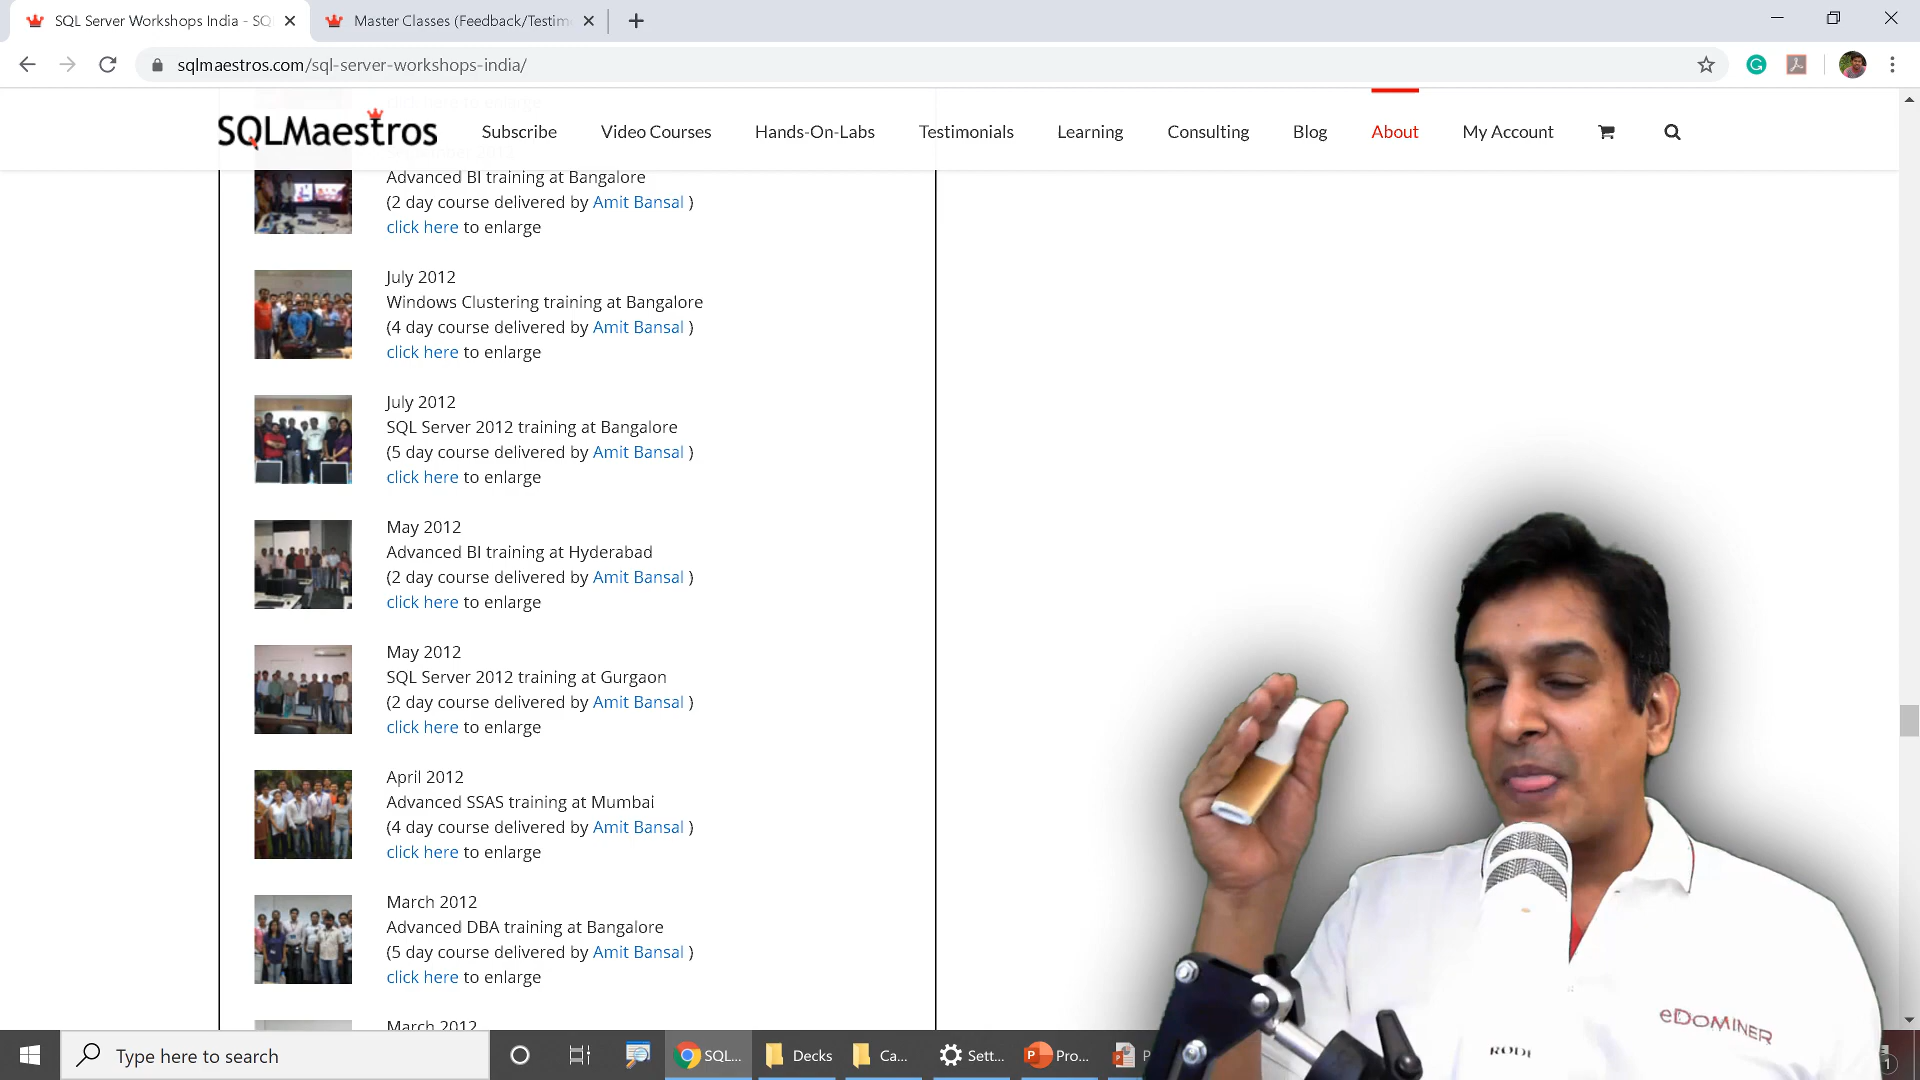 SQL Server Workshops India - SQ
Master Classes (Feedback/Testim
sqlmaestros.com/sql-server-workshops-india/
SQLMaestros
Subscribe
Video Courses
Hands-On-Labs
Testimonials
Learning
Consulting
Blog
About
My Account
Advanced BI training at Bangalore
(2 day course delivered by Amit Bansal )
click here to enlarge
July 2012
Windows Clustering training at Bangalore
(4 day course delivered by Amit Bansal )
click here to enlarge
July 2012
SQL Server 2012 training at Bangalore
(5 day course delivered by Amit Bansal )
click here to enlarge
May 2012
Advanced BI training at Hyderabad
(2 day course delivered by Amit Bansal )
click here to enlarge
May 2012
SQL Server 2012 training at Gurgaon
(2 day course delivered by Amit Bansal )
click here to enlarge
April 2012
Advanced SSAS training at Mumbai
(4 day course delivered by Amit Bansal )
click here to enlarge
March 2012
Advanced DBA training at Bangalore
(5 day course delivered by Amit Bansal )
click here to enlarge
March 2012
eDOMINER
RODE
Type here to search
SQL...
Decks
Ca...
Sett...
Pro...
P
1